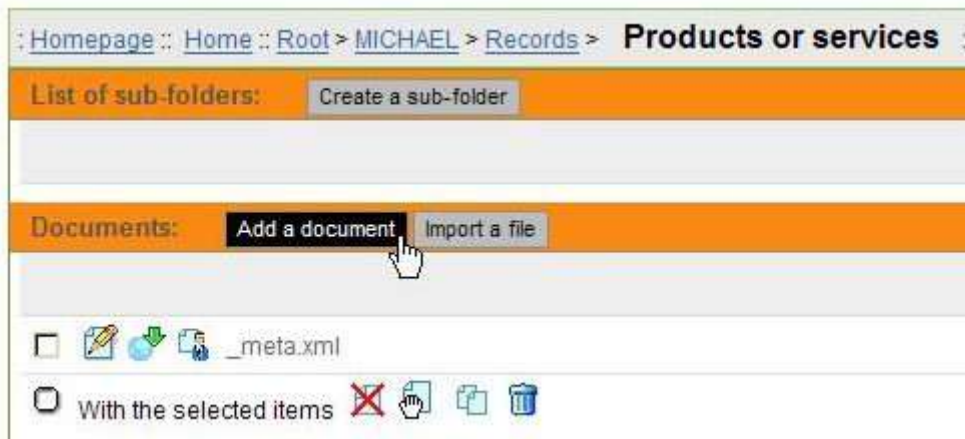 : Homepage :: Home :: Root > MICHAEL > Records > Products or services :
List of sub-folders: Create a sub-folder
Documents: Add a document Import a file
_meta.xml
With the selected items